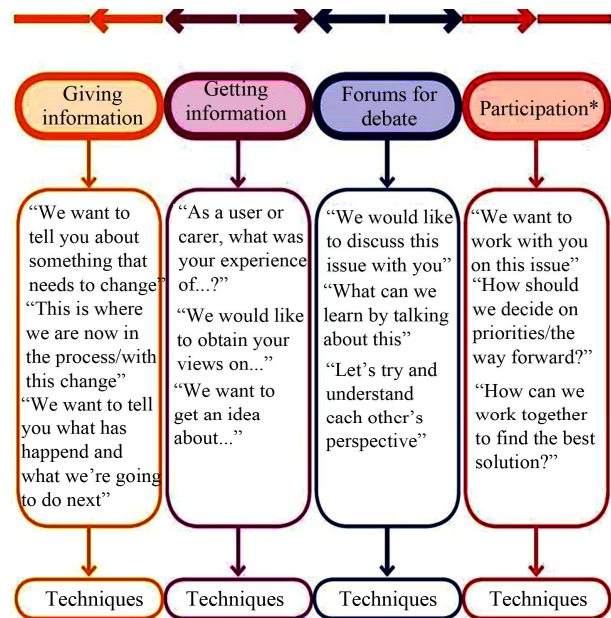 Giving
information
Getting
information
Forums for
debate
Participation*
“We want to
tell you about
something that
needs to change”
“This is where
we are now in
the process/with
this change”
“We want to tell
you what has
happend and
what we’re going
to do next”
“As a user or
carer, what was
your experience
of...?”
“We would like
to obtain your
views on...”
“We want to
get an idea
about...”
“We would like
to discuss this
issue with you”
“What can we
learn by talking
about this”
“Let’s try and
understand
each other’s
perspective”
“We want to
work with you
on this issue”
“How should
we decide on
priorities/the
way forward?”
“How can we
work together
to find the best
solution?”
Techniques
Techniques
Techniques
Techniques